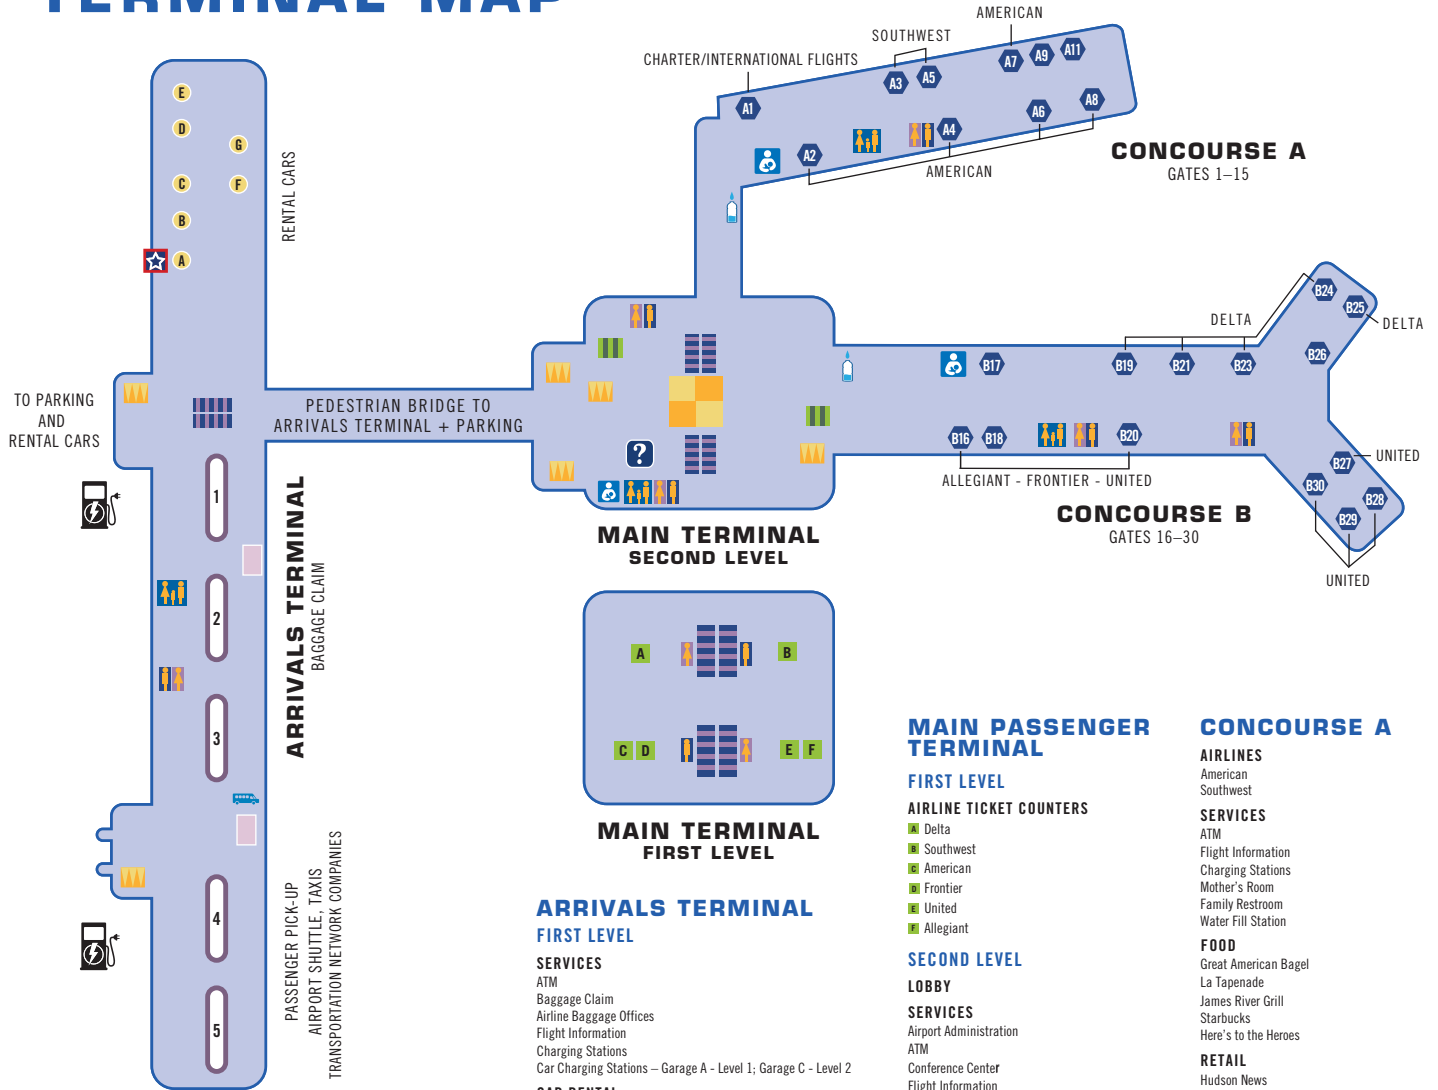 TERMINAL MAP
AMERICAN
SOUTHWEST
CHARTER/INTERNATIONAL FLIGHTS
A1
A3
A5
A7
A9
A11
A2
A4
A6
A8
AMERICAN
CONCOURSE A
GATES 1–15
E
D
G
C
F
B
A
RENTAL CARS
TO PARKING
AND
RENTAL CARS
PEDESTRIAN BRIDGE TO
ARRIVALS TERMINAL + PARKING
?
MAIN TERMINAL
SECOND LEVEL
B24
B25
DELTA
DELTA
B17
B19
B21
B23
B26
B16
B18
B20
ALLEGIANT - FRONTIER - UNITED
B27
UNITED
B30
B28
B29
UNITED
CONCOURSE B
GATES 16–30
1
2
3
4
5
ARRIVALS TERMINAL
BAGGAGE CLAIM
PASSENGER PICK-UP
AIRPORT SHUTTLE, TAXIS
TRANSPORTATION NETWORK COMPANIES
A
B
C D
E F
MAIN TERMINAL
FIRST LEVEL
ARRIVALS TERMINAL
FIRST LEVEL
SERVICES
ATM
Baggage Claim
Airline Baggage Offices
Flight Information
Charging Stations
Car Charging Stations – Garage A - Level 1; Garage C - Level 2
CAR RENTAL
MAIN PASSENGER
TERMINAL
FIRST LEVEL
AIRLINE TICKET COUNTERS
A Delta
B Southwest
C American
D Frontier
E United
F Allegiant
SECOND LEVEL
LOBBY
SERVICES
Airport Administration
ATM
Conference Center
Flight Information
CONCOURSE A
AIRLINES
American
Southwest
SERVICES
ATM
Flight Information
Charging Stations
Mother's Room
Family Restroom
Water Fill Station
FOOD
Great American Bagel
La Tapenade
James River Grill
Starbucks
Here's to the Heroes
RETAIL
Hudson News